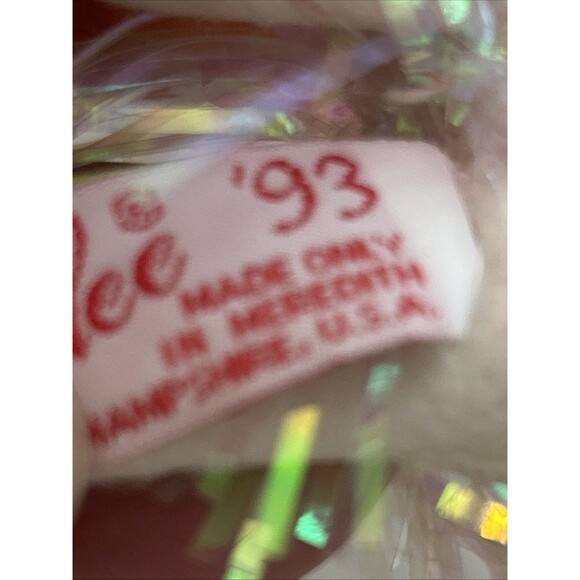 ® '93
lee MADE ONLY
IN MEREDITH
HAMPSHIRE, U.S.A.